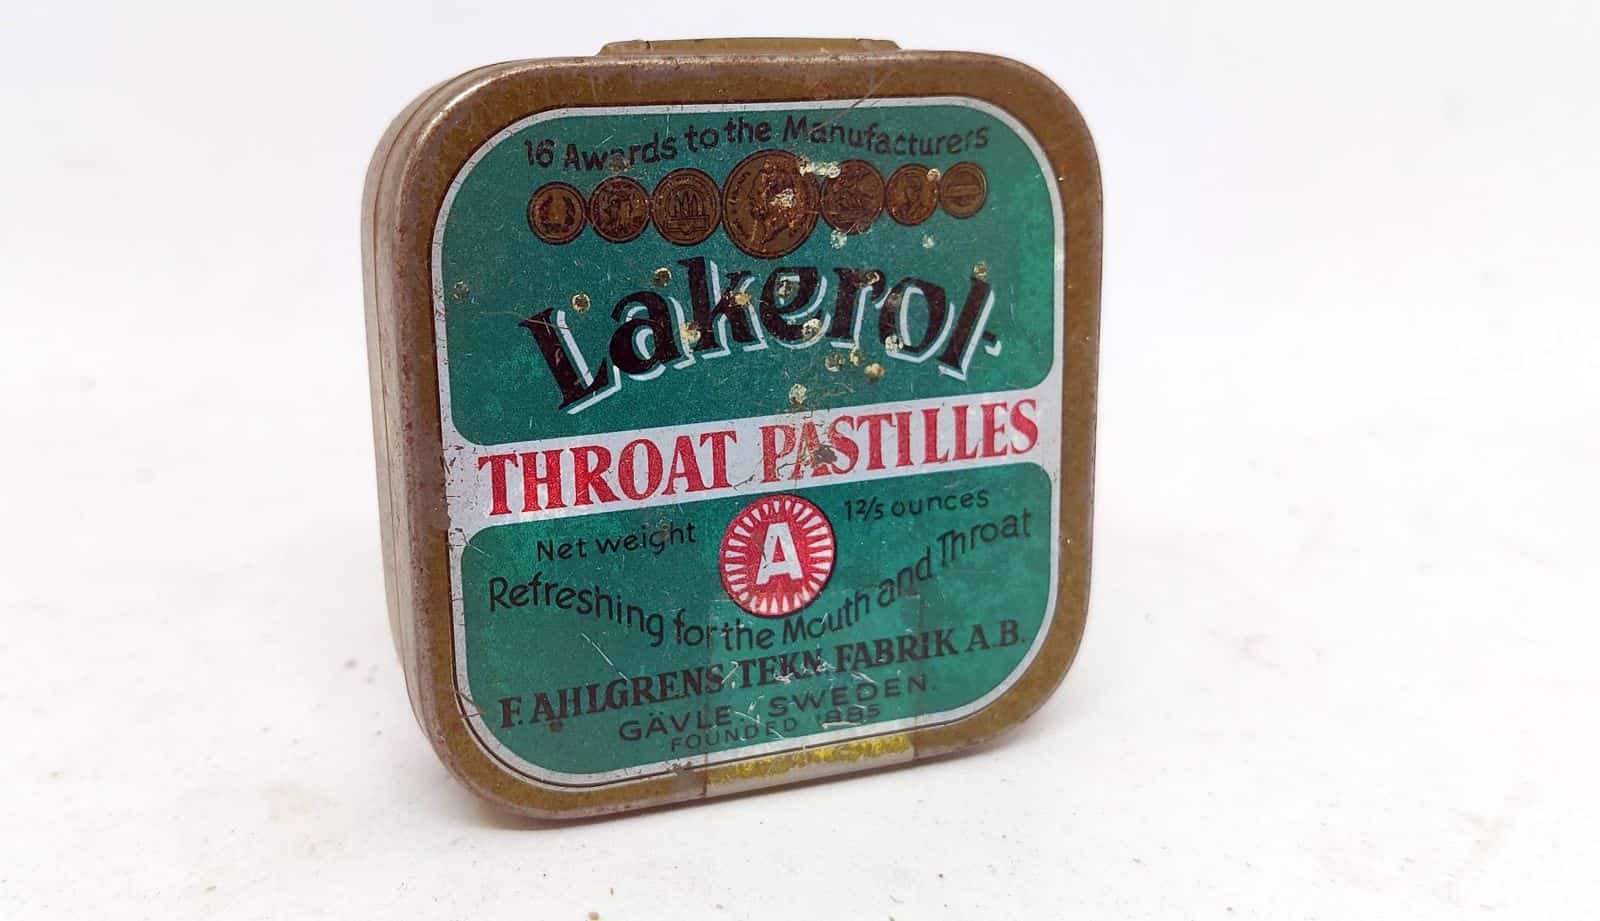 16 Awards to the Manufacturers
Lakerol
THROAT PASTILLES
Net weight
A
1 2/5 ounces
Refreshing for the Mouth and Throat
F. AHLGRENS TEKN. FABRIK A.B.
GÄVLE. SWEDEN.
FOUNDED 1885